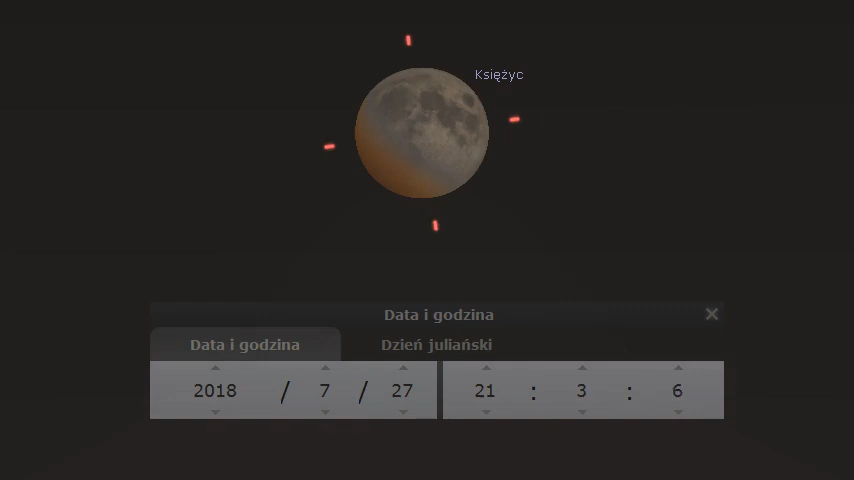 Księżyc
Data i godzina
Data i godzina Dzień juliański
2018 / 7 / 27 21 : 3 : 6